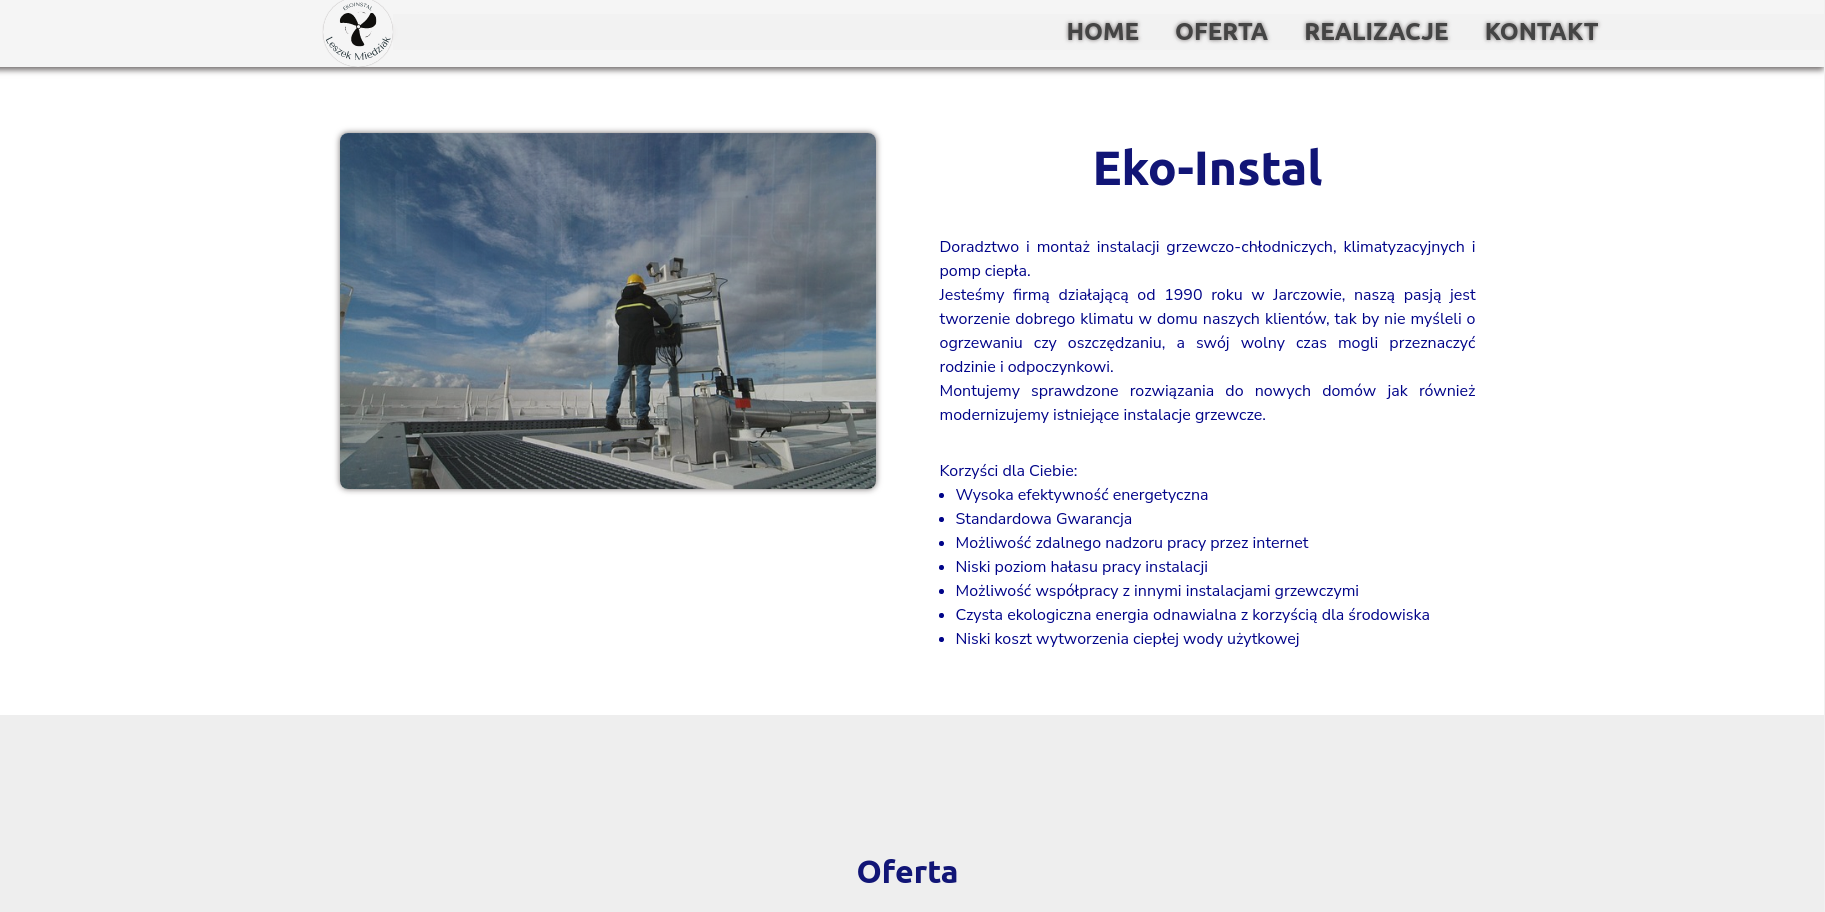 EKOINSTAL
Leszek Miedziak
HOME OFERTA REALIZACJE KONTAKT
Eko-Instal
Doradztwo i montaż instalacji grzewczo-chłodniczych, klimatyzacyjnych i
pomp ciepła.
Jesteśmy firmą działającą od 1990 roku w Jarczowie, naszą pasją jest
tworzenie dobrego klimatu w domu naszych klientów, tak by nie myśleli o
ogrzewaniu czy oszczędzaniu, a swój wolny czas mogli przeznaczyć
rodzinie i odpoczynkowi.
Montujemy sprawdzone rozwiązania do nowych domów jak również
modernizujemy istniejące instalacje grzewcze.
Korzyści dla Ciebie:
• Wysoka efektywność energetyczna
• Standardowa Gwarancja
• Możliwość zdalnego nadzoru pracy przez internet
• Niski poziom hałasu pracy instalacji
• Możliwość współpracy z innymi instalacjami grzewczymi
• Czysta ekologiczna energia odnawialna z korzyścią dla środowiska
• Niski koszt wytworzenia ciepłej wody użytkowej
Oferta